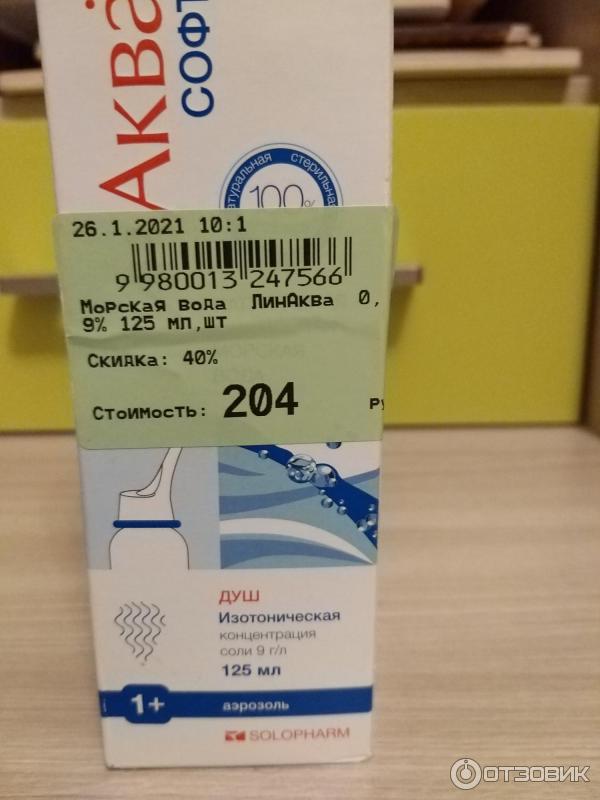 Аква
СОФТ
натуральная стерильная
100%
26.1.2021 10:1
9 980013 247566
Морская вода ЛинАква 0,
9% 125 мл,шт
Скидка: 40%
Стоимость: 204 Ру
ДУШ
Изотоническая
концентрация
соли 9 г/л
125 мл
1+ аэрозоль
SOLOPHARM
ОТЗОВИК